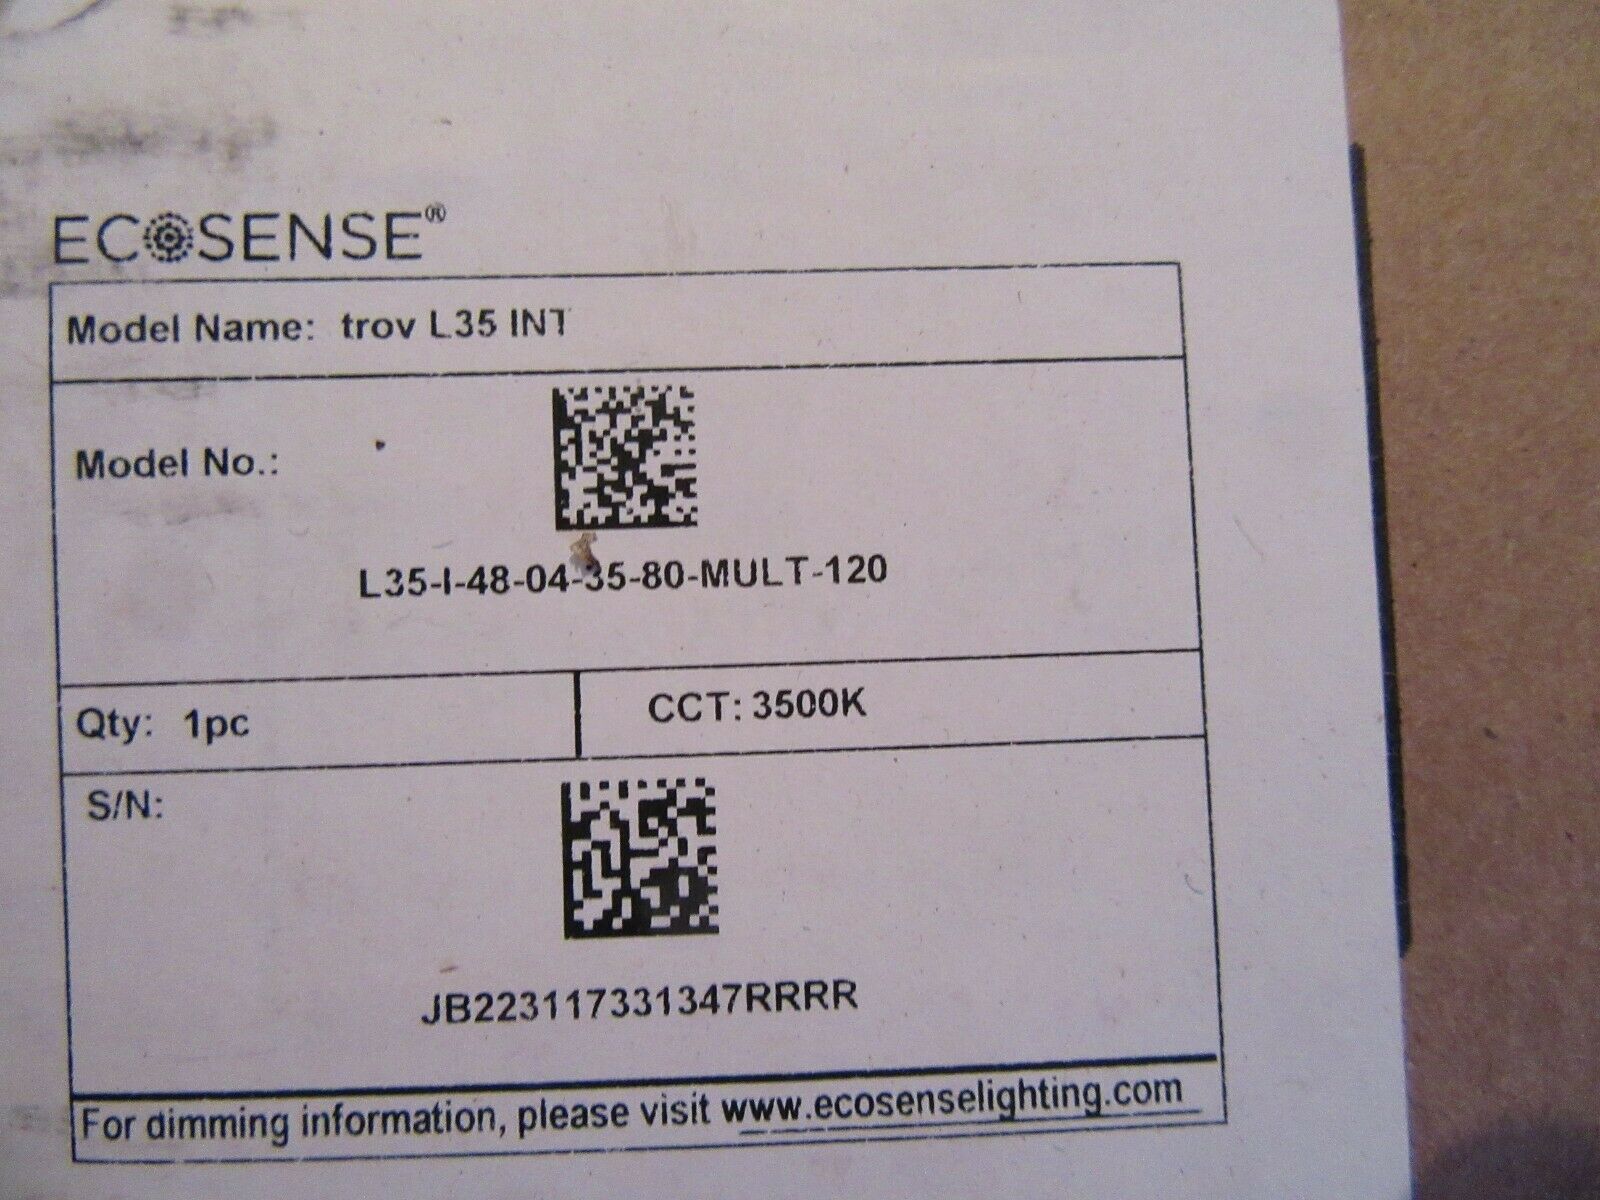 ECOSENSE®
Model Name: trov L35 INT
Model No.:
L35-I-48-04-35-80-MULT-120
Qty: 1pc
CCT: 3500K
S/N:
JB223117331347RRRR
For dimming information, please visit www.ecosenselighting.com